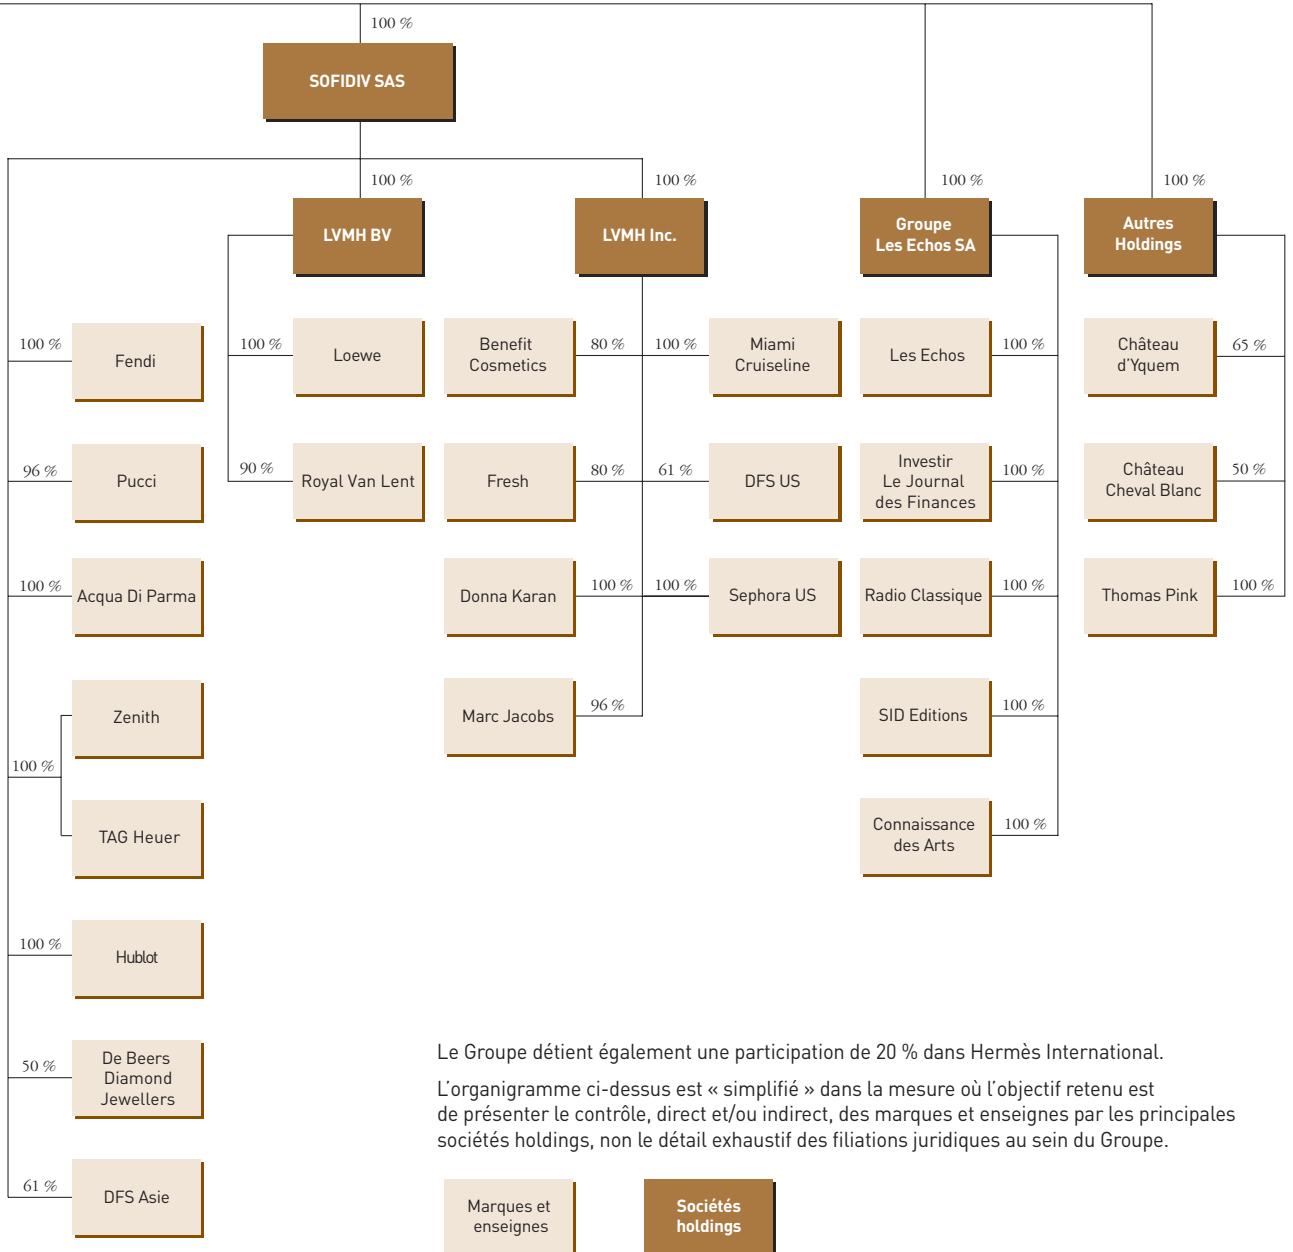 100 %
SOFIDIV SAS
100 %
100 %
100 %
100 %
LVMH BV
LVMH Inc.
Groupe
Les Echos SA
Autres
Holdings
100 %
Fendi
100 %
Loewe
Benefit
Cosmetics
80 %
100 %
Miami
Cruiseline
Les Echos
100 %
Château
d'Yquem
65 %
96 %
Pucci
90 %
Royal Van Lent
Fresh
80 %
61 %
DFS US
Investir
Le Journal
des Finances
100 %
Château
Cheval Blanc
50 %
100 %
Acqua Di Parma
Donna Karan
100 %
100 %
Sephora US
Radio Classique
100 %
Thomas Pink
100 %
Zenith
Marc Jacobs
96 %
SID Editions
100 %
100 %
TAG Heuer
Connaissance
des Arts
100 %
100 %
Hublot
50 %
De Beers
Diamond
Jewellers
61 %
DFS Asie
Le Groupe détient également une participation de 20 % dans Hermès International.
L'organigramme ci-dessus est « simplifié » dans la mesure où l'objectif retenu est
de présenter le contrôle, direct et/ou indirect, des marques et enseignes par les principales
sociétés holdings, non le détail exhaustif des filiations juridiques au sein du Groupe.
Marques et
enseignes
Sociétés
holdings